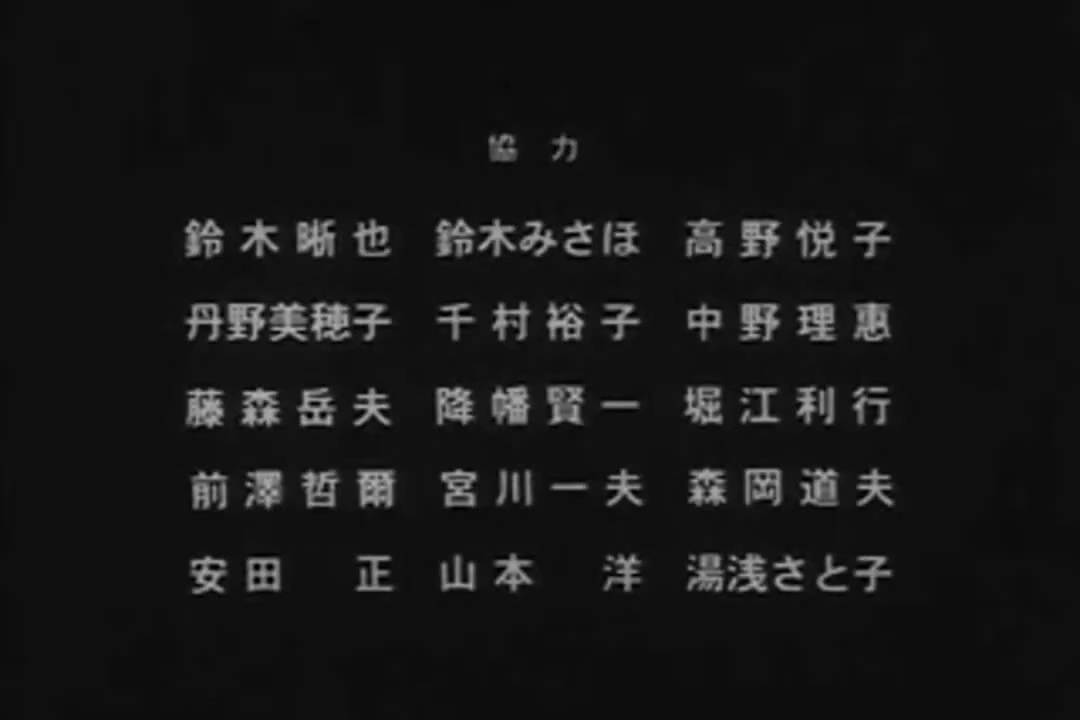 協力
鈴木晰也 鈴木みさほ 高野悦子
丹野美穂子 千村裕子 中野理恵
藤森岳夫 降幡賢一 堀江利行
前澤哲爾 宮川一夫 森岡道夫
安田 正 山本 洋 湯浅さと子